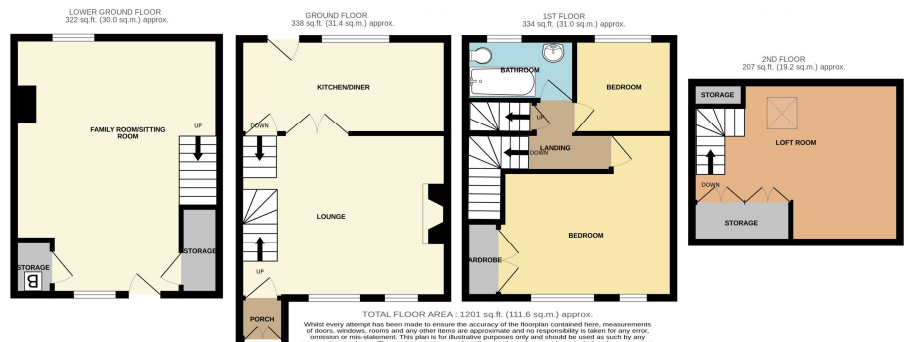 LOWER GROUND FLOOR
322 sq.ft. (30.0 sq.m.) approx.
FAMILY ROOM/SITTING
ROOM
UP
STORAGE
STORAGE
B
GROUND FLOOR
338 sq.ft. (31.4 sq.m.) approx.
KITCHEN/DINER
DOWN
LOUNGE
UP
PORCH
1ST FLOOR
334 sq.ft. (31.0 sq.m.) approx.
BATHROOM
BEDROOM
UP
LANDING
DOWN
BEDROOM
ARDROBE
2ND FLOOR
207 sq.ft. (19.2 sq.m.) approx.
STORAGE
LOFT ROOM
DOWN
STORAGE
TOTAL FLOOR AREA : 1201 sq.ft. (111.6 sq.m.) approx.
Whilst every attempt has been made to ensure the accuracy of the floorplan contained here, measurements
of doors, windows, rooms and any other items are approximate and no responsibility is taken for any error,
omission or mis-statement. This plan is for illustrative purposes only and should be used as such by any